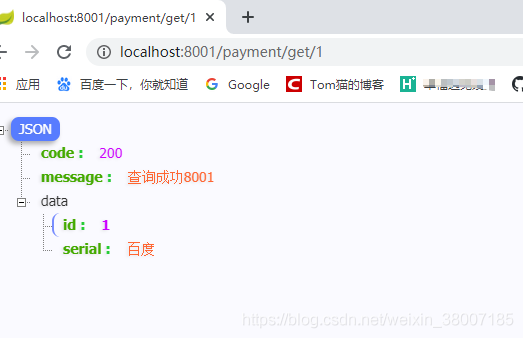 localhost:8001/payment/get/1
localhost:8001/payment/get/1
应用 百度一下，你就知道 Google Tom猫的博客
JSON
code : 200
message : 查询成功8001
data
id : 1
serial : 百度
https://blog.csdn.net/weixin_38007185